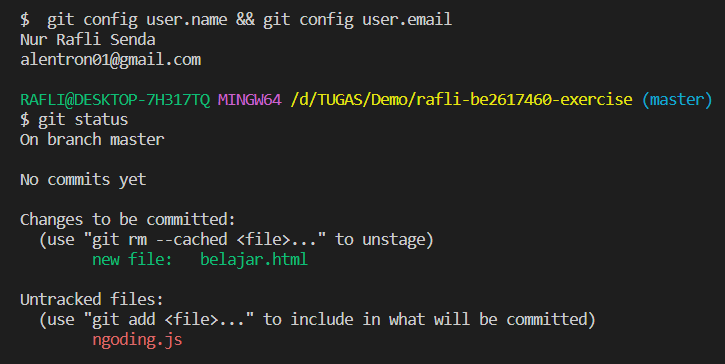 $  git config user.name && git config user.email
Nur Rafli Senda
alentron01@gmail.com
RAFLI@DESKTOP-7H317TQ MINGW64 /d/TUGAS/Demo/rafli-be2617460-exercise (master)
$ git status
On branch master
No commits yet
Changes to be committed:
  (use "git rm --cached <file>..." to unstage)
        new file:   belajar.html
Untracked files:
  (use "git add <file>..." to include in what will be committed)
        ngoding.js